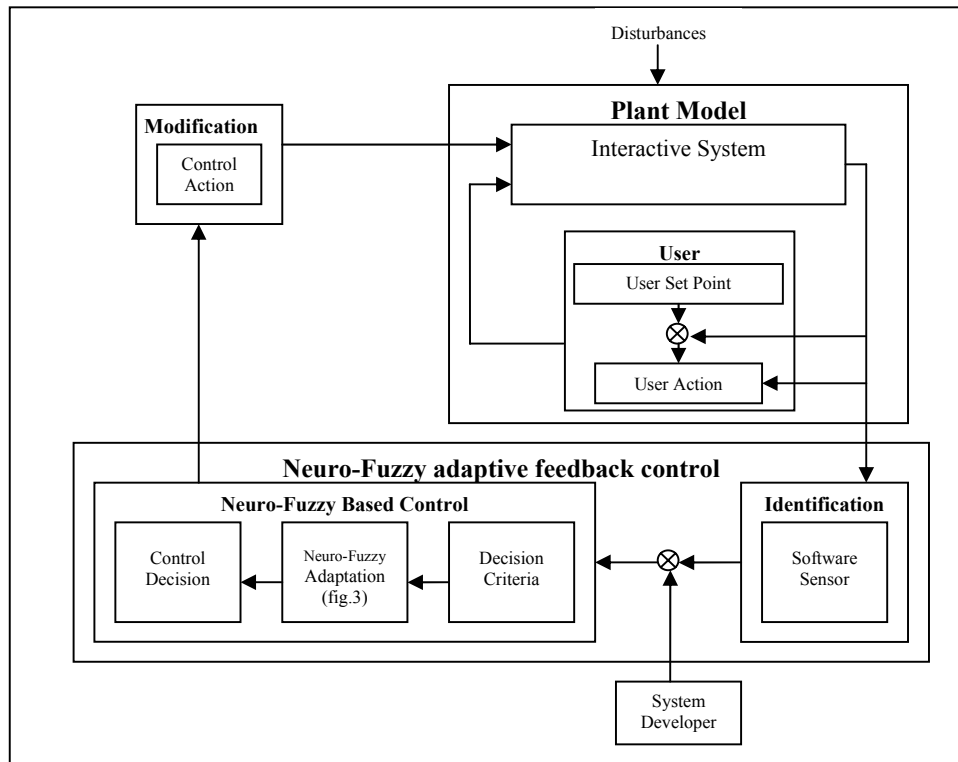 Disturbances
Plant Model
Modification
Interactive System
Control
Action
User
User Set Point
User Action
Neuro-Fuzzy adaptive feedback control
Neuro-Fuzzy Based Control
Identification
Control
Decision
Neuro-Fuzzy
Adaptation
(fig.3)
Decision
Criteria
Software
Sensor
System
Developer